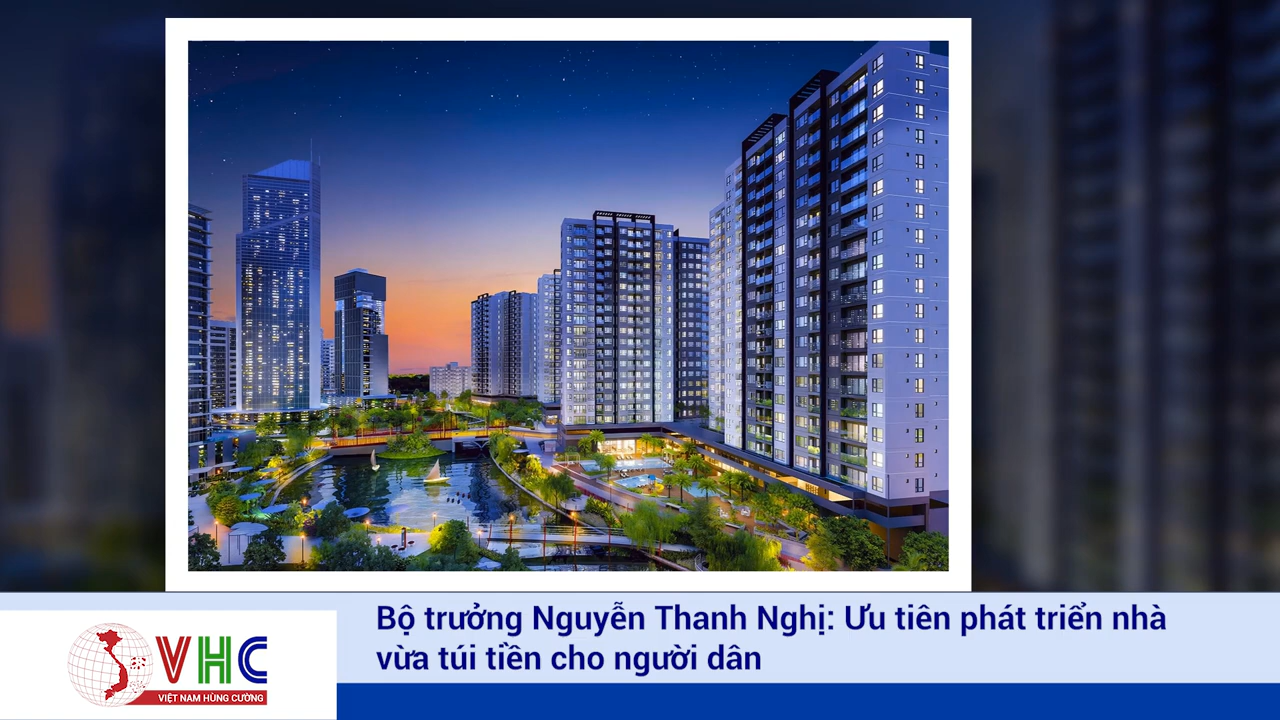 Bộ trưởng Nguyễn Thanh Nghị: Ưu tiên phát triển nhà
vừa túi tiền cho người dân
VHC
VIỆT NAM HÙNG CƯỜNG